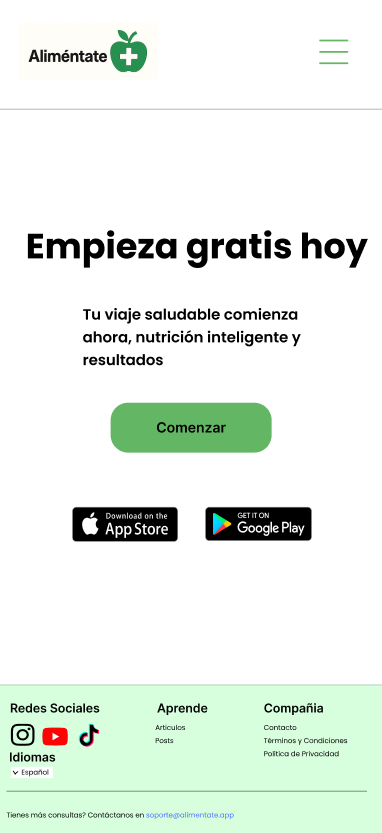 Aliméntate
Empieza gratis hoy
Tu viaje saludable comienza
ahora, nutrición inteligente y
resultados
Comenzar
Download on the
App Store
GET IT ON
Google Play
Redes Sociales
Idiomas
Español
Aprende
Articulos
Posts
Compañia
Contacto
Términos y Condiciones
Politica de Privacidad
Tienes más consultas? Contáctanos en soporte@alimentate.app